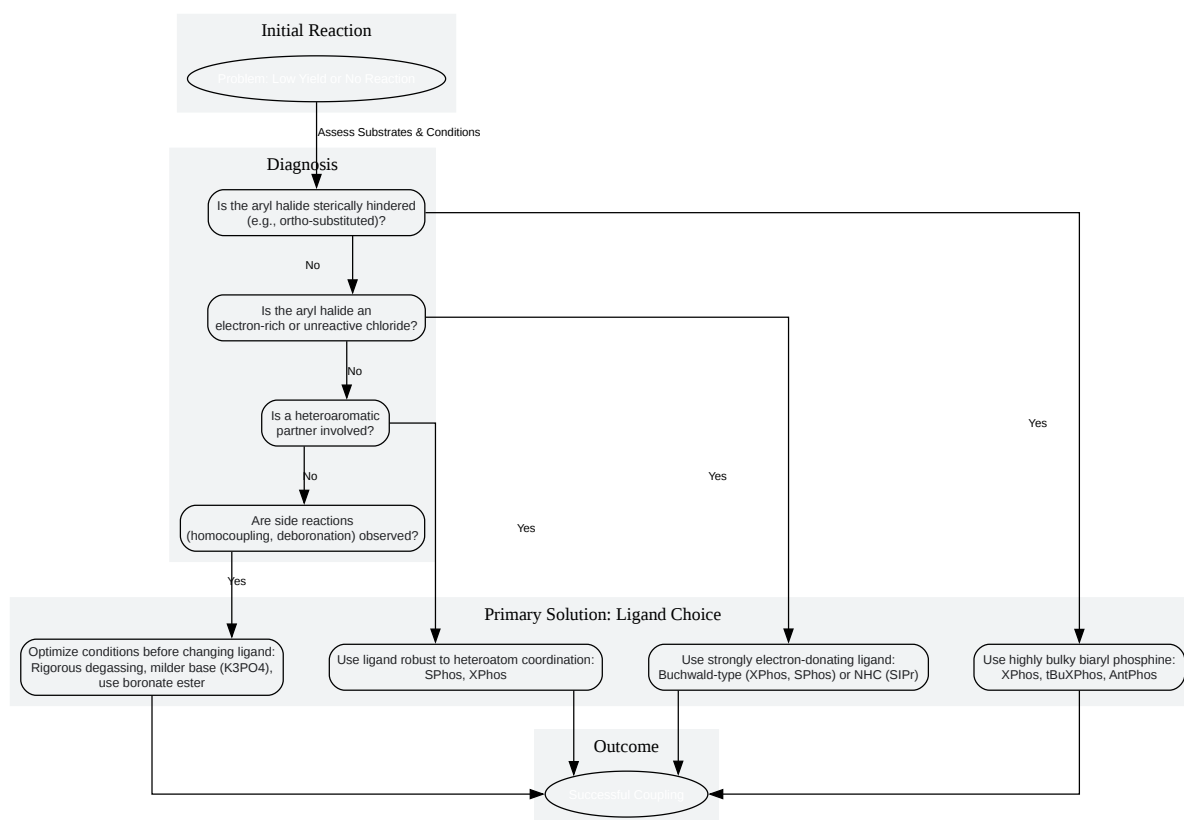 Initial Reaction
Problem: Low Yield or No Reaction
Assess Substrates & Conditions
Diagnosis
Is the aryl halide sterically hindered
(e.g., ortho-substituted)?
No
Is the aryl halide an
electron-rich or unreactive chloride?
No
Is a heteroaromatic
partner involved?
Yes
No
Yes
Are side reactions
(homocoupling, deboronation) observed?
Yes
Yes
Primary Solution: Ligand Choice
Optimize conditions before changing ligand:
Rigorous degassing, milder base (K3PO4),
use boronate ester
Use ligand robust to heteroatom coordination:
SPhos, XPhos
Use strongly electron-donating ligand:
Buchwald-type (XPhos, SPhos) or NHC (SIPr)
Use highly bulky biaryl phosphine:
XPhos, tBuXPhos, AntPhos
Outcome
Successful Coupling